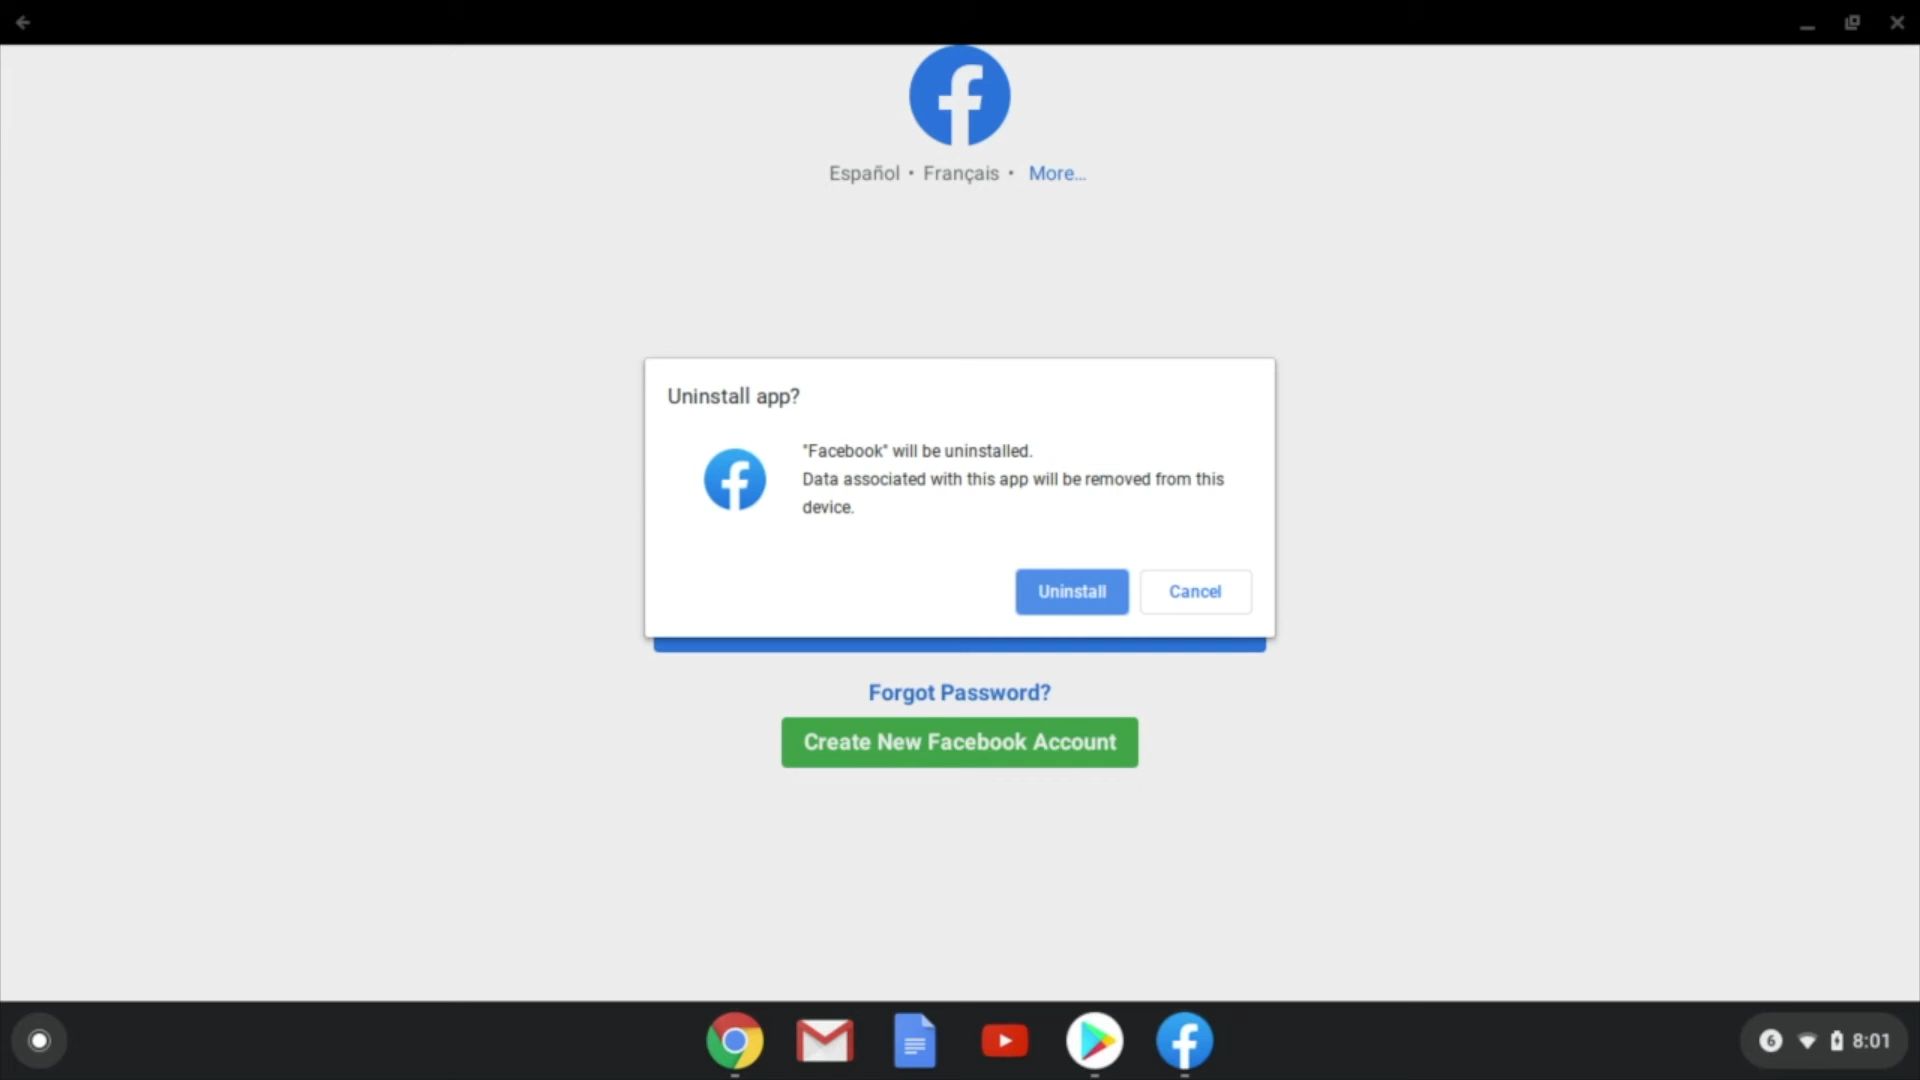 Español • Français • More...
Uninstall app?
"Facebook" will be uninstalled.
Data associated with this app will be removed from this
device.
Uninstall Cancel
Forgot Password?
Create New Facebook Account
6 8:01